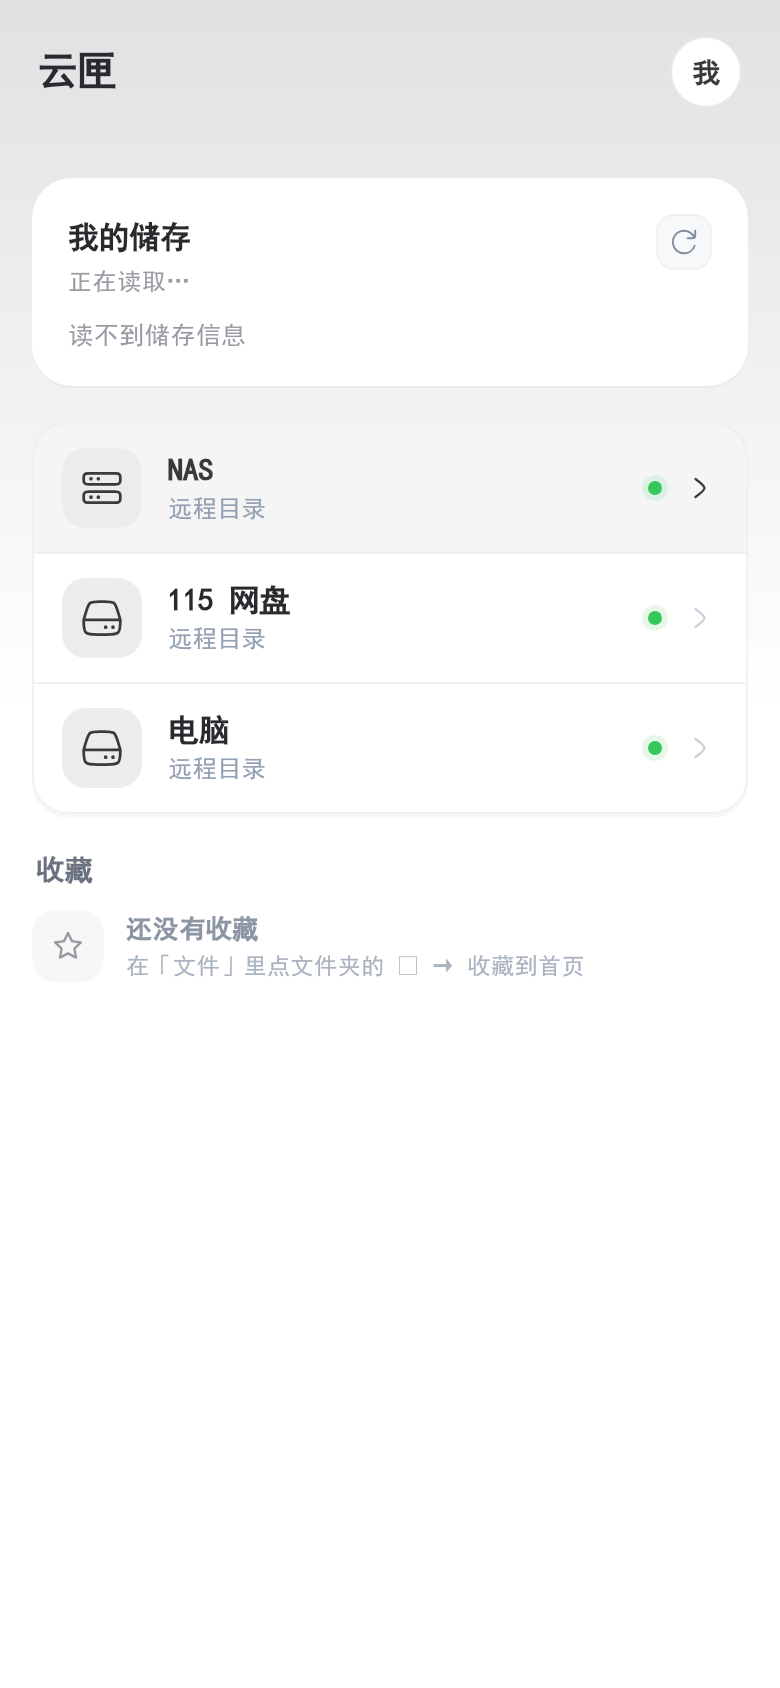 云匣
我
我的储存
正在读取…
读不到储存信息
NAS
远程目录
115 网盘
远程目录
电脑
远程目录
收藏
还没有收藏
在「文件」里点文件夹的 □ → 收藏到首页